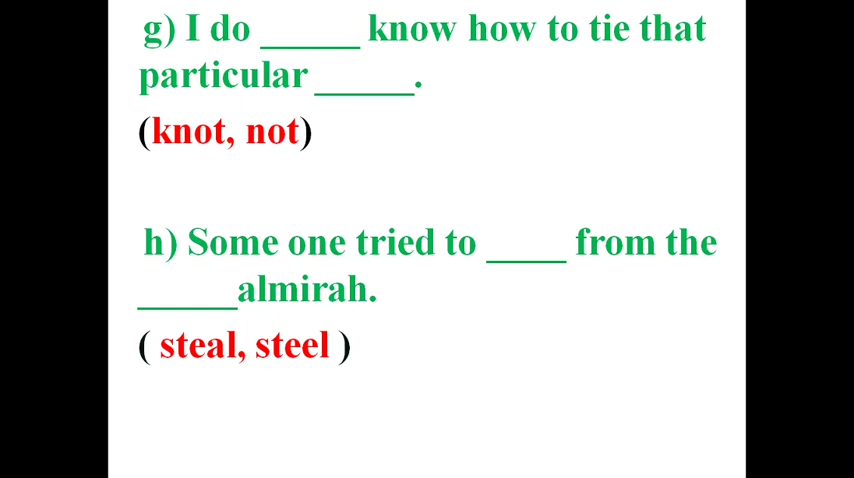 g) I do _____ know how to tie that
particular _____.
(knot, not)
h) Some one tried to ____ from the
_____almirah.
( steal, steel )